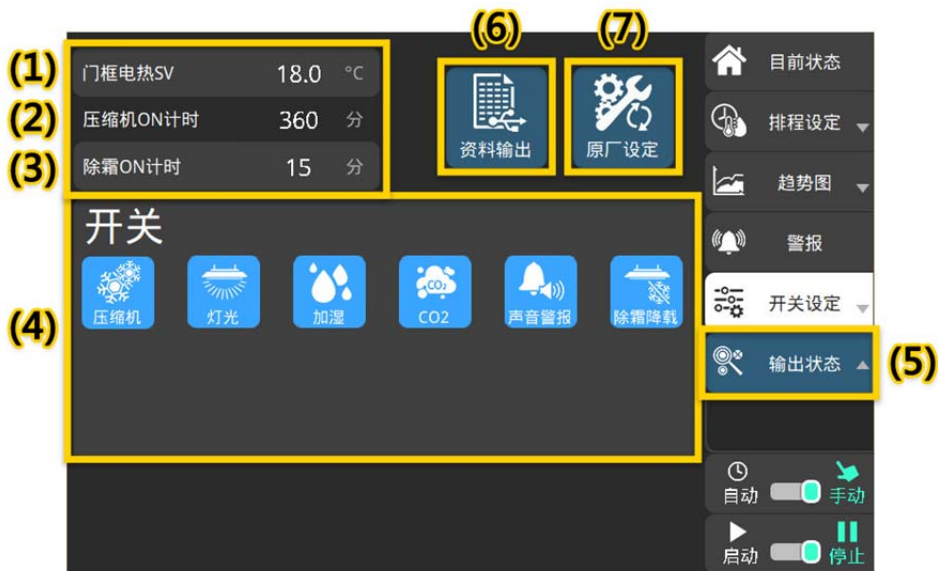 (1)
门框电热SV 18.0 °C
(2)
压缩机ON计时 360 分
(3)
除霜ON计时 15 分
(6)
资料输出
(7)
原厂设定
(4)
开关
压缩机 灯光 加湿 CO2 声音警报 除霜降载
CO₂
目前状态
排程设定
趋势图
警报
开关设定
输出状态
(5)
自动 手动
启动 停止